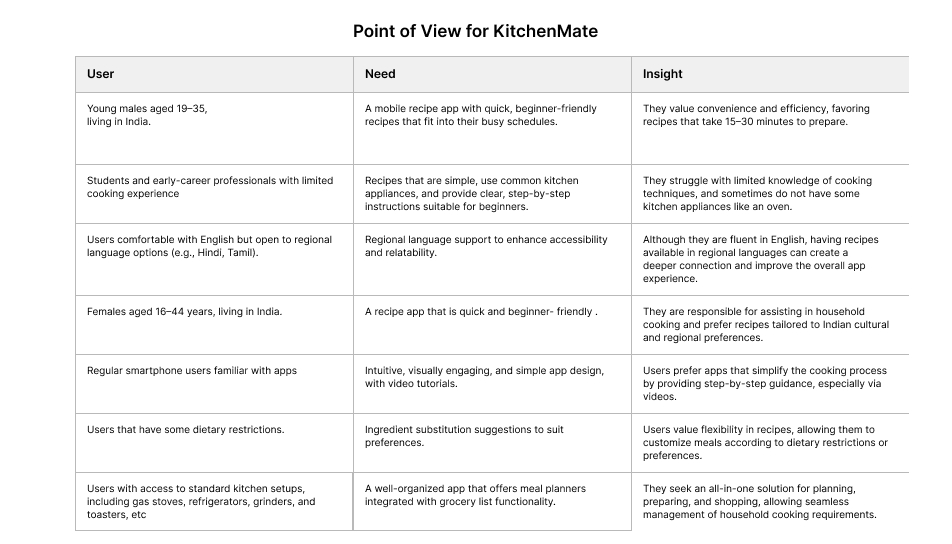 Point of View for KitchenMate
User
Need
Insight
Young males aged 19–35,
living in India.
A mobile recipe app with quick, beginner-friendly
recipes that fit into their busy schedules.
They value convenience and efficiency, favoring
recipes that take 15–30 minutes to prepare.
Students and early-career professionals with limited
cooking experience
Recipes that are simple, use common kitchen
appliances, and provide clear, step-by-step
instructions suitable for beginners.
They struggle with limited knowledge of cooking
techniques, and sometimes do not have some
kitchen appliances like an oven.
Users comfortable with English but open to regional
language options (e.g., Hindi, Tamil).
Regional language support to enhance accessibility
and relatability.
Although they are fluent in English, having recipes
available in regional languages can create a
deeper connection and improve the overall app
experience.
Females aged 16–44 years, living in India.
A recipe app that is quick and beginner- friendly .
They are responsible for assisting in household
cooking and prefer recipes tailored to Indian cultural
and regional preferences.
Regular smartphone users familiar with apps
Intuitive, visually engaging, and simple app design,
with video tutorials.
Users prefer apps that simplify the cooking process
by providing step-by-step guidance, especially via
videos.
Users that have some dietary restrictions.
Ingredient substitution suggestions to suit
preferences.
Users value flexibility in recipes, allowing them to
customize meals according to dietary restrictions or
preferences.
Users with access to standard kitchen setups,
including gas stoves, refrigerators, grinders, and
toasters, etc
A well-organized app that offers meal planners
integrated with grocery list functionality.
They seek an all-in-one solution for planning,
preparing, and shopping, allowing seamless
management of household cooking requirements.